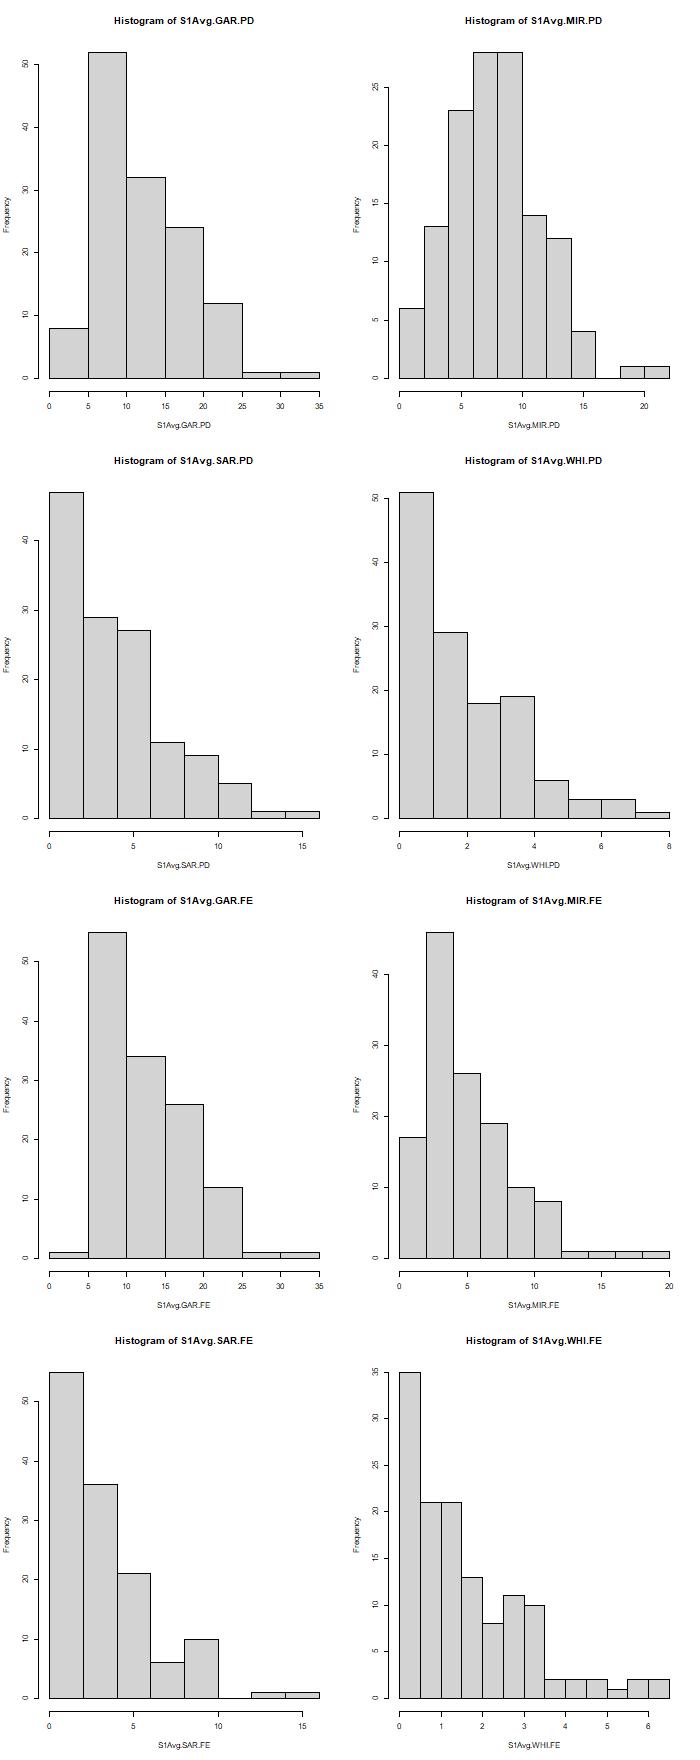 Histogram of S1Avg.GAR.PD
Frequency
0 10 20 30 40 50
0 5 10 15 20 25 30 35
S1Avg.GAR.PD
Histogram of S1Avg.MIR.PD
Frequency
0 5 10 15 20 25
0 5 10 15 20
S1Avg.MIR.PD
Histogram of S1Avg.SAR.PD
Frequency
0 10 20 30 40
0 5 10 15
S1Avg.SAR.PD
Histogram of S1Avg.WHI.PD
Frequency
0 10 20 30 40 50
0 2 4 6 8
S1Avg.WHI.PD
Histogram of S1Avg.GAR.FE
Frequency
0 10 20 30 40 50
0 5 10 15 20 25 30 35
S1Avg.GAR.FE
Histogram of S1Avg.MIR.FE
Frequency
0 10 20 30 40
0 5 10 15 20
S1Avg.MIR.FE
Histogram of S1Avg.SAR.FE
Frequency
0 10 20 30 40 50
0 5 10 15
S1Avg.SAR.FE
Histogram of S1Avg.WHI.FE
Frequency
0 5 10 15 20 25 30 35
0 1 2 3 4 5 6
S1Avg.WHI.FE